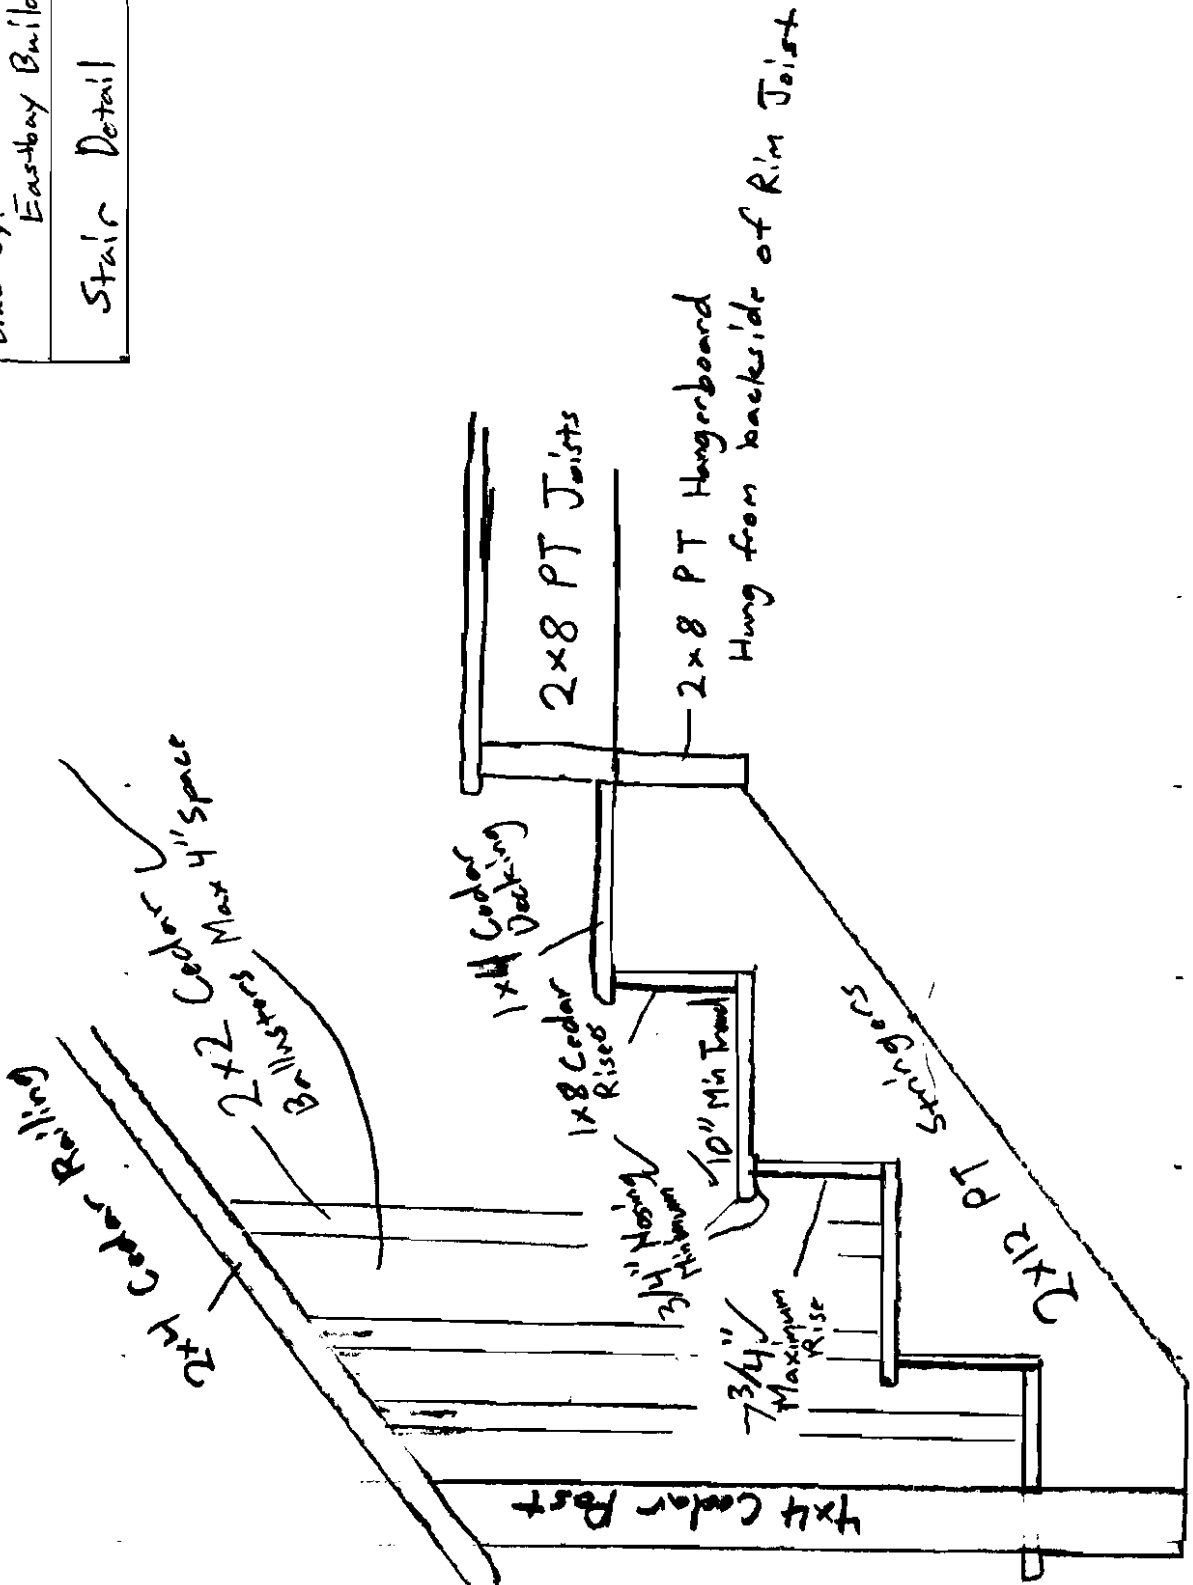 Eastbay Build
Stair Detail
2x4 Cedar Railing
2x2 Cedar
Ballusters Max 4" Space
1x4 Cedar
Decking
2x8 PT Joists
1x8 Cedar
Riser
10" Min Tread
3/4" Nosing
Minimum
7 3/4"
Maximum
Rise
2x8 PT Hangerboard
Hung from backside of Rim Joist
2x12 PT Stringers
4x4 Cedar Post